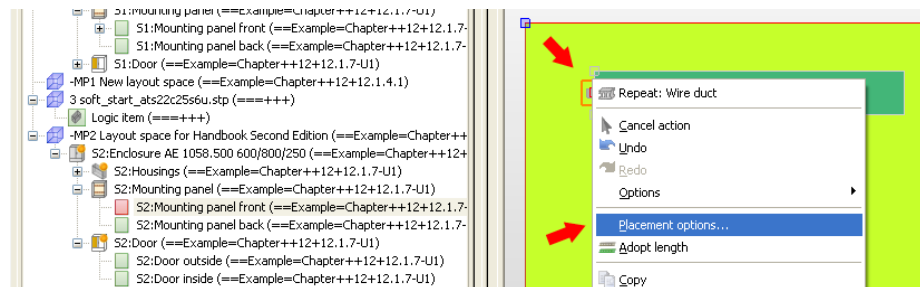 S1:Mounting panel (==Example=Chapter++12+12.1.7-U1)
S1:Mounting panel front (==Example=Chapter++12+12.1.7-
S1:Mounting panel back (==Example=Chapter++12+12.1.7-
S1:Door (==Example=Chapter++12+12.1.7-U1)
-MP1 New layout space (==Example=Chapter++12+12.1.4.1)
3 soft_start_ats22c25s6u.stp (===+++)
Logic item (===+++)
-MP2 Layout space for Handbook Second Edition (==Example=Chapter++
S2:Enclosure AE 1058.500 600/800/250 (==Example=Chapter++12+
S2:Housings (==Example=Chapter++12+12.1.7-U1)
S2:Mounting panel (==Example=Chapter++12+12.1.7-U1)
S2:Mounting panel front (==Example=Chapter++12+12.1.7-
S2:Mounting panel back (==Example=Chapter++12+12.1.7-
S2:Door (==Example=Chapter++12+12.1.7-U1)
S2:Door outside (==Example=Chapter++12+12.1.7-U1)
S2:Door inside (==Example=Chapter++12+12.1.7-U1)
Repeat: Wire duct
Cancel action
Undo
Redo
Options
Placement options...
Adopt length
Copy